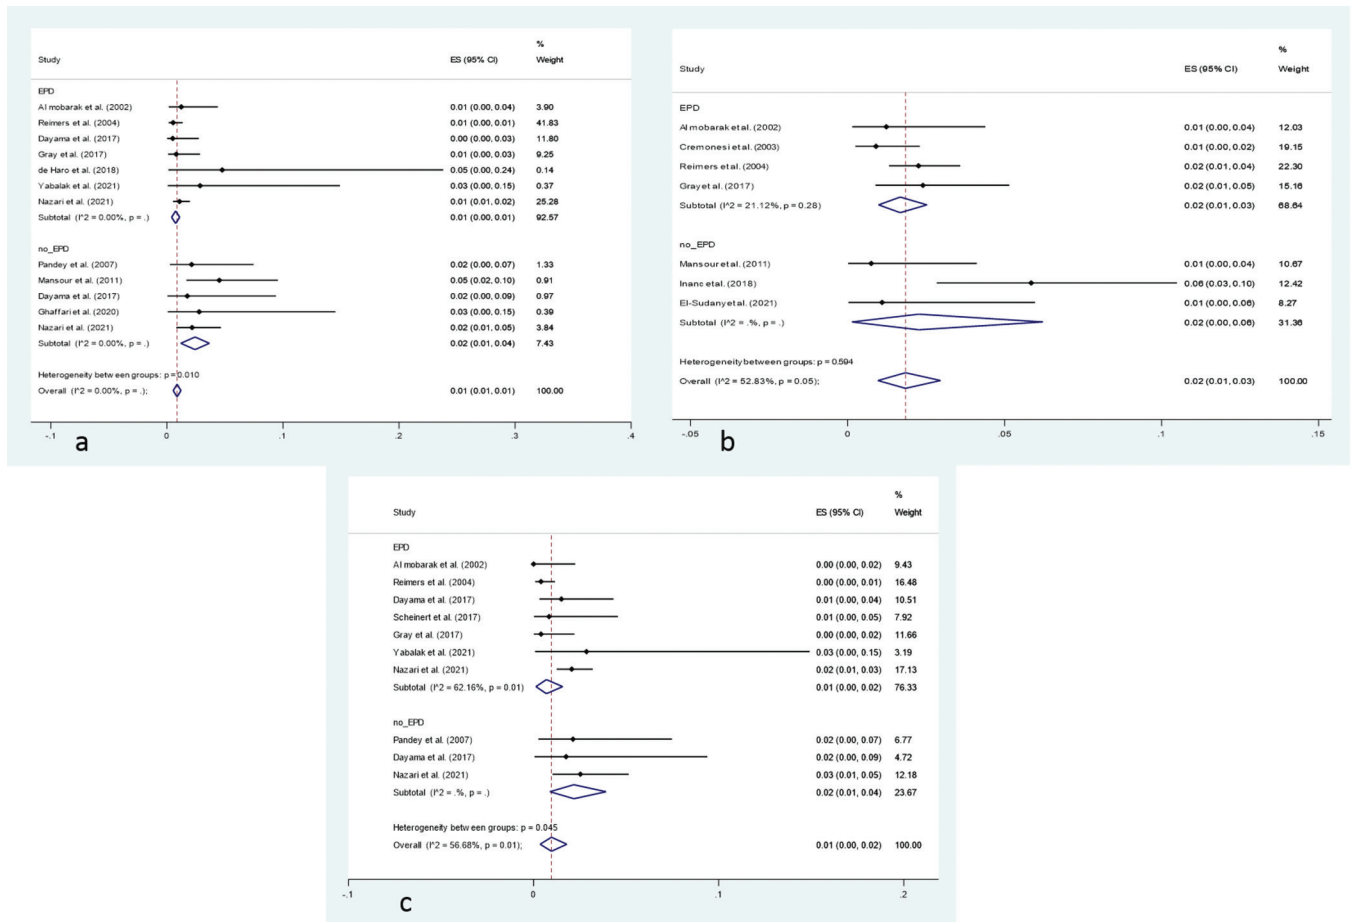 %
Study ES (95% CI) Weight
EPD
Al mobarak et al. (2002) 0.01 (0.00, 0.04) 3.90
Reimers et al. (2004) 0.01 (0.00, 0.01) 41.83
Dayama et al. (2017) 0.00 (0.00, 0.03) 11.80
Gray et al. (2017) 0.01 (0.00, 0.03) 9.25
de Haro et al. (2018) 0.05 (0.00, 0.24) 0.14
Yabalak et al. (2021) 0.03 (0.00, 0.15) 0.37
Nazari et al. (2021) 0.01 (0.01, 0.02) 25.28
Subtotal (I^2 = 0.00%, p = .) 0.01 (0.00, 0.01) 92.57
no_EPD
Pandey et al. (2007) 0.02 (0.00, 0.07) 1.33
Mansour et al. (2011) 0.05 (0.02, 0.10) 0.91
Dayama et al. (2017) 0.02 (0.00, 0.09) 0.97
Ghaffari et al. (2020) 0.03 (0.00, 0.15) 0.39
Nazari et al. (2021) 0.02 (0.01, 0.05) 3.84
Subtotal (I^2 = 0.00%, p = .) 0.02 (0.01, 0.04) 7.43
Heterogeneity between groups: p = 0.010
Overall (I^2 = 0.00%, p = .); 0.01 (0.01, 0.01) 100.00
-.1 0 .1 .2 .3 .4
a
%
Study ES (95% CI) Weight
EPD
Al mobarak et al. (2002) 0.01 (0.00, 0.04) 12.03
Cremonesi et al. (2003) 0.01 (0.00, 0.02) 19.15
Reimers et al. (2004) 0.02 (0.01, 0.04) 22.30
Gray et al. (2017) 0.02 (0.01, 0.05) 15.16
Subtotal (I^2 = 21.12%, p = 0.28) 0.02 (0.01, 0.03) 68.64
no_EPD
Mansour et al. (2011) 0.01 (0.00, 0.04) 10.67
Inanc et al. (2018) 0.06 (0.03, 0.10) 12.42
El-Sudany et al. (2021) 0.01 (0.00, 0.06) 8.27
Subtotal (I^2 = .%, p = .) 0.02 (0.00, 0.06) 31.36
Heterogeneity between groups: p = 0.594
Overall (I^2 = 52.83%, p = 0.05); 0.02 (0.01, 0.03) 100.00
-.05 0 .05 .1 .15
b
%
Study ES (95% CI) Weight
EPD
Al mobarak et al. (2002) 0.00 (0.00, 0.02) 9.43
Reimers et al. (2004) 0.00 (0.00, 0.01) 16.48
Dayama et al. (2017) 0.01 (0.00, 0.04) 10.51
Scheinert et al. (2017) 0.01 (0.00, 0.05) 7.92
Gray et al. (2017) 0.00 (0.00, 0.02) 11.66
Yabalak et al. (2021) 0.03 (0.00, 0.15) 3.19
Nazari et al. (2021) 0.02 (0.01, 0.03) 17.13
Subtotal (I^2 = 62.16%, p = 0.01) 0.01 (0.00, 0.02) 76.33
no_EPD
Pandey et al. (2007) 0.02 (0.00, 0.07) 6.77
Dayama et al. (2017) 0.02 (0.00, 0.09) 4.72
Nazari et al. (2021) 0.03 (0.01, 0.05) 12.18
Subtotal (I^2 = .%, p = .) 0.02 (0.01, 0.04) 23.67
Heterogeneity between groups: p = 0.045
Overall (I^2 = 56.68%, p = 0.01); 0.01 (0.00, 0.02) 100.00
-.1 0 .1 .2
c